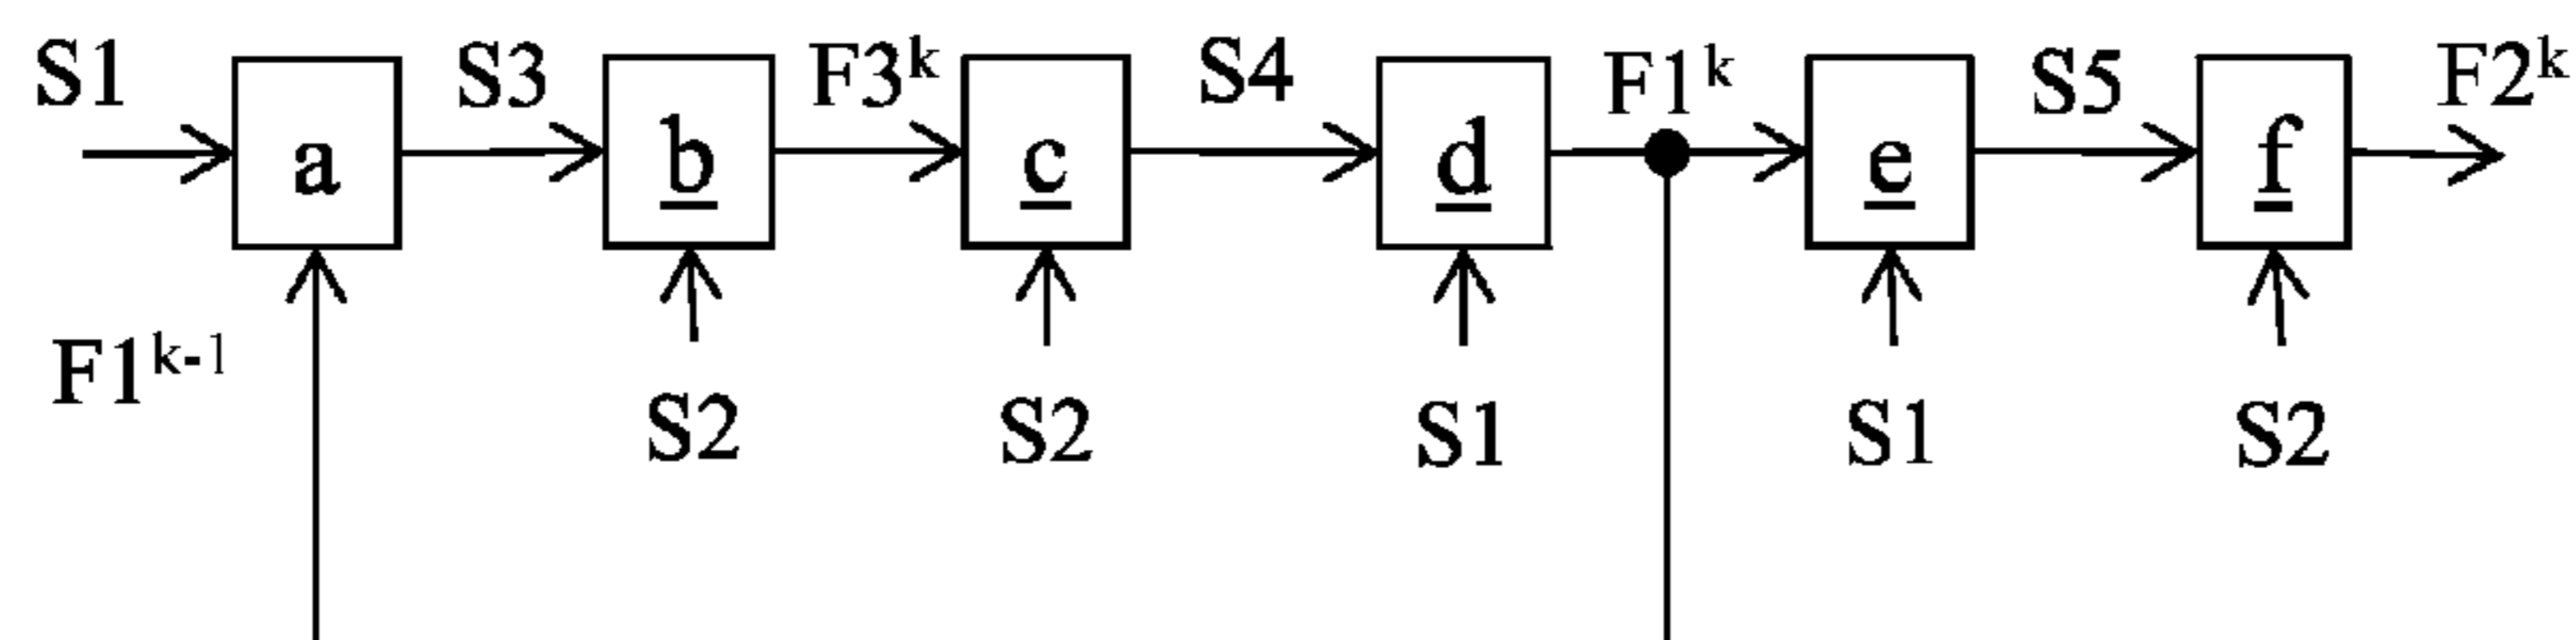 S1 S3 F3ᵏ S4 F1ᵏ S5 F2ᵏ
a b c d e f
F1ᵏ⁻¹
S2 S2 S1 S1 S2